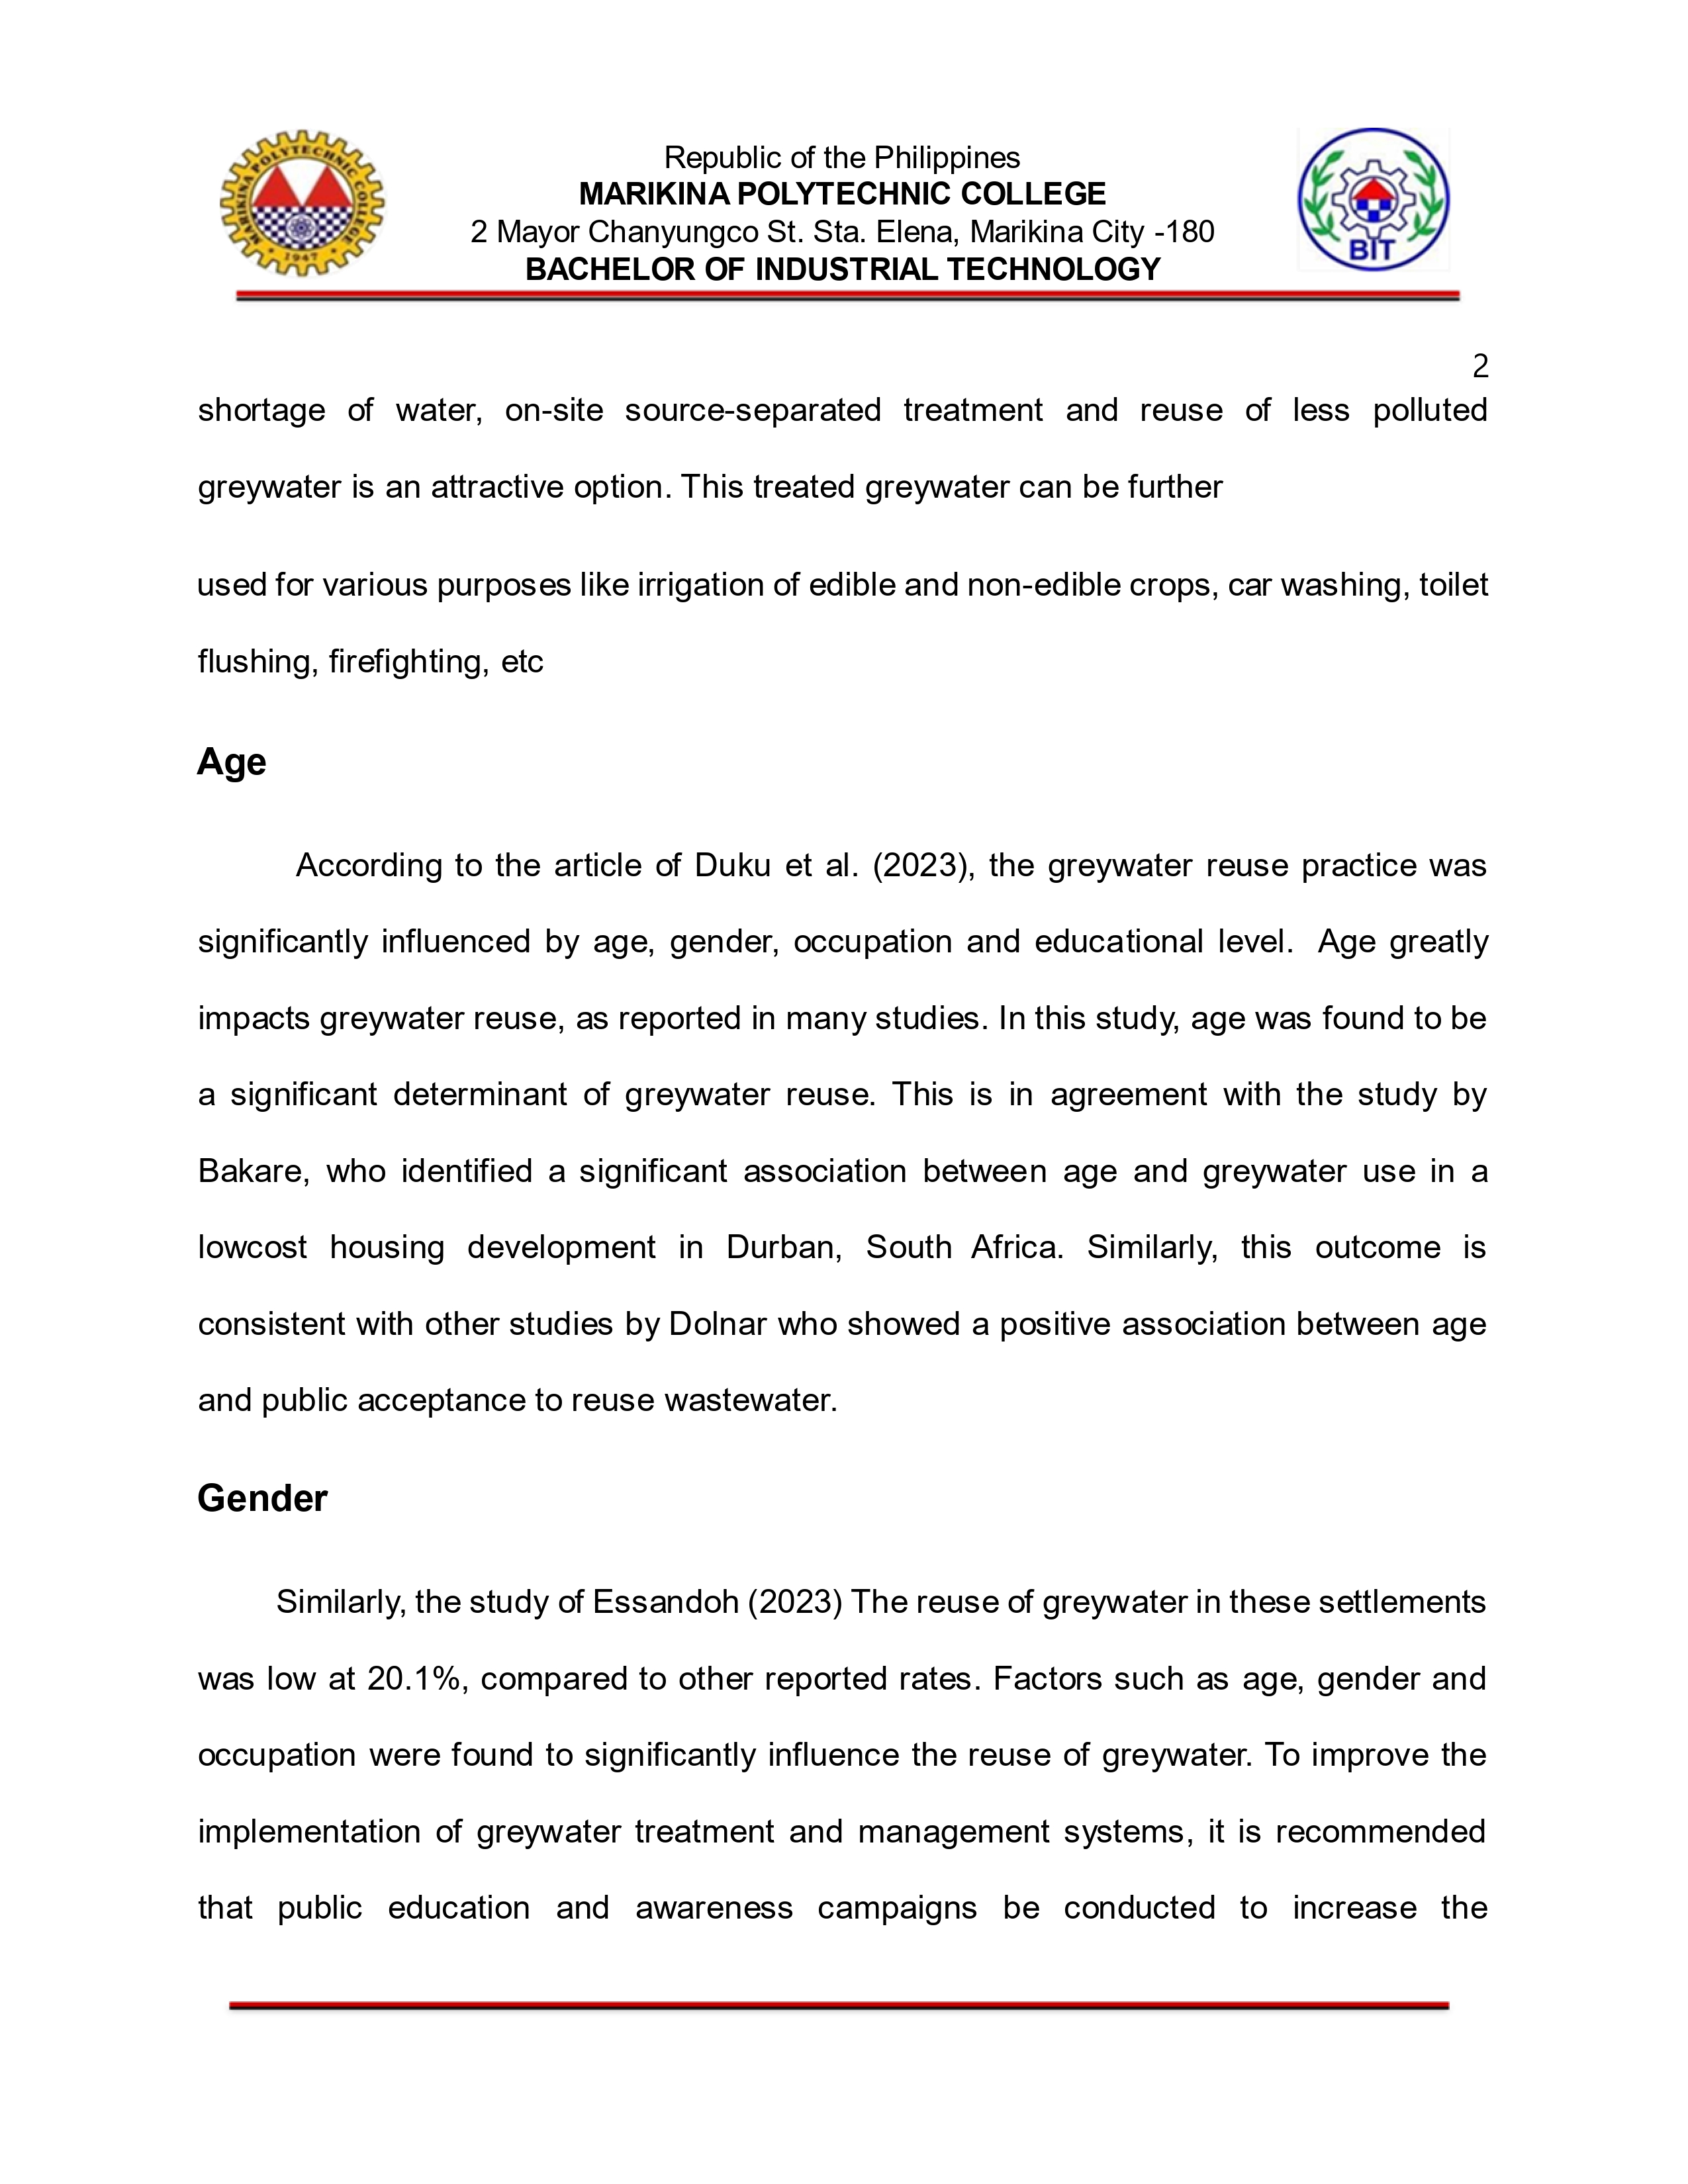 MARIKINA POLYTECHNIC COLLEGE
1947
Republic of the Philippines
MARIKINA POLYTECHNIC COLLEGE
2 Mayor Chanyungco St. Sta. Elena, Marikina City -180
BACHELOR OF INDUSTRIAL TECHNOLOGY
BIT
2
shortage of water, on-site source-separated treatment and reuse of less polluted
greywater is an attractive option. This treated greywater can be further
used for various purposes like irrigation of edible and non-edible crops, car washing, toilet
flushing, firefighting, etc
Age
According to the article of Duku et al. (2023), the greywater reuse practice was
significantly influenced by age, gender, occupation and educational level. Age greatly
impacts greywater reuse, as reported in many studies. In this study, age was found to be
a significant determinant of greywater reuse. This is in agreement with the study by
Bakare, who identified a significant association between age and greywater use in a
lowcost housing development in Durban, South Africa. Similarly, this outcome is
consistent with other studies by Dolnar who showed a positive association between age
and public acceptance to reuse wastewater.
Gender
Similarly, the study of Essandoh (2023) The reuse of greywater in these settlements
was low at 20.1%, compared to other reported rates. Factors such as age, gender and
occupation were found to significantly influence the reuse of greywater. To improve the
implementation of greywater treatment and management systems, it is recommended
that public education and awareness campaigns be conducted to increase the